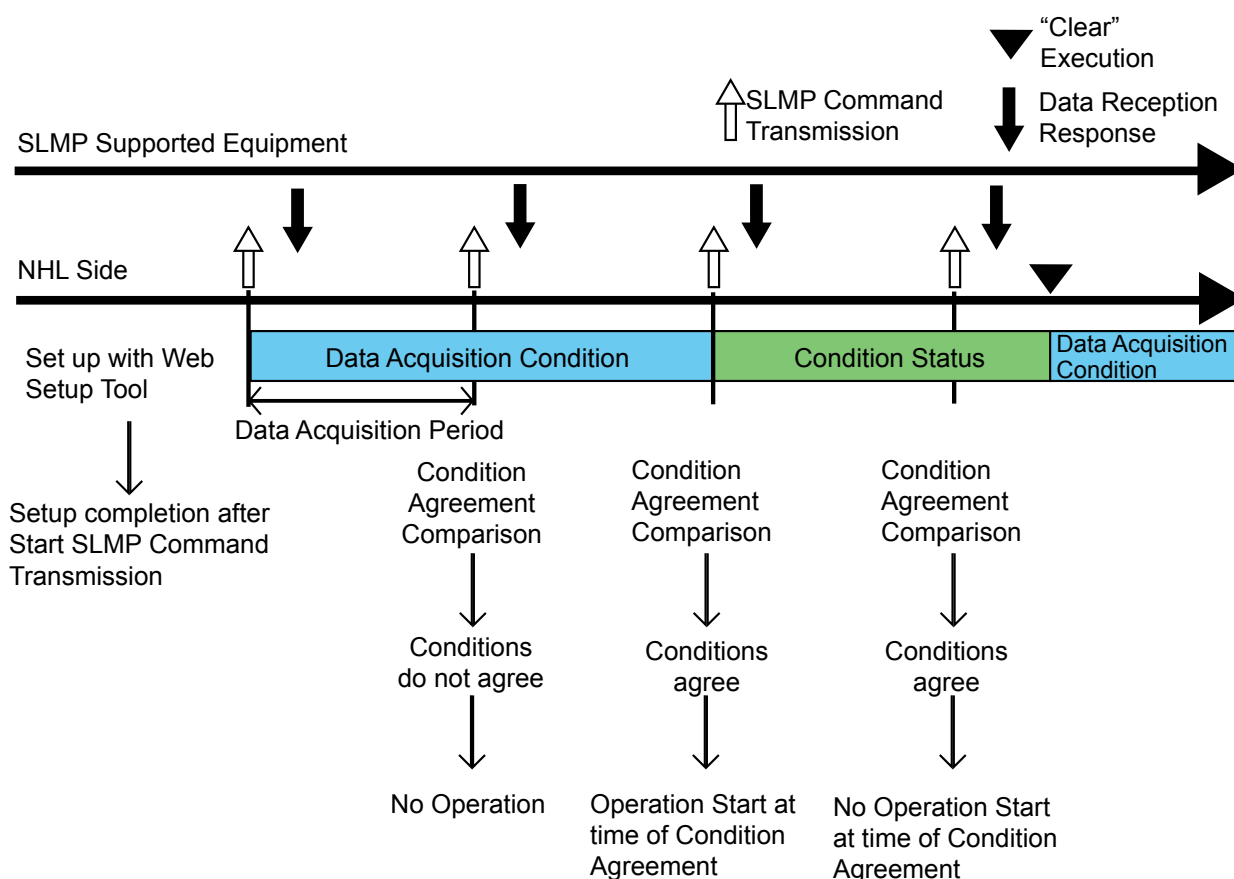 “Clear”
Execution
SLMP Command
Transmission
Data Reception
Response
SLMP Supported Equipment
NHL Side
Set up with Web
Setup Tool
Data Acquisition Condition
Condition Status
Data Acquisition
Condition
Data Acquisition Period
Setup completion after
Start SLMP Command
Transmission
Condition
Agreement
Comparison
Condition
Agreement
Comparison
Condition
Agreement
Comparison
Conditions
do not agree
Conditions
agree
Conditions
agree
No Operation
Operation Start at
time of Condition
Agreement
No Operation Start
at time of Condition
Agreement